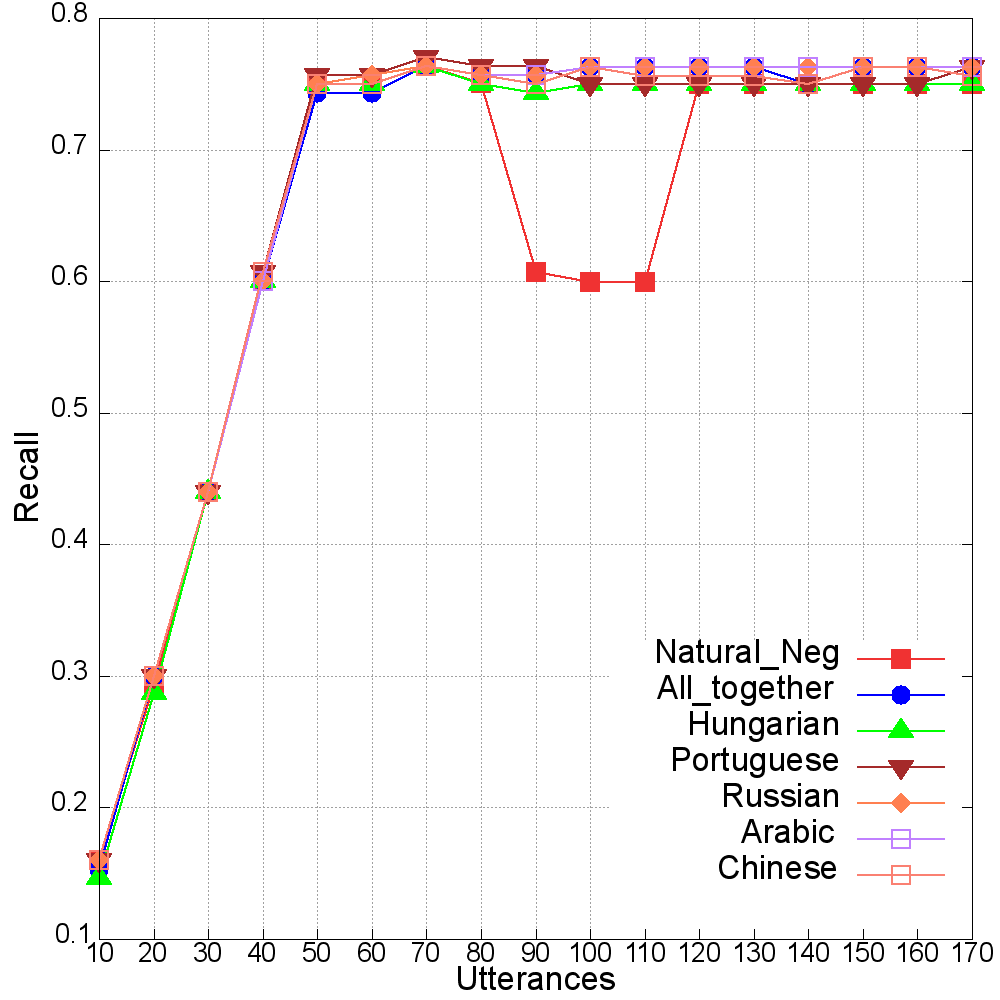 0.8
0.7
0.6
0.5
0.4
0.3
0.2
0.1
Recall
Natural_Neg
All_together
Hungarian
Portuguese
Russian
Arabic
Chinese
10 20 30 40 50 60 70 80 90 100 110 120 130 140 150 160 170
Utterances